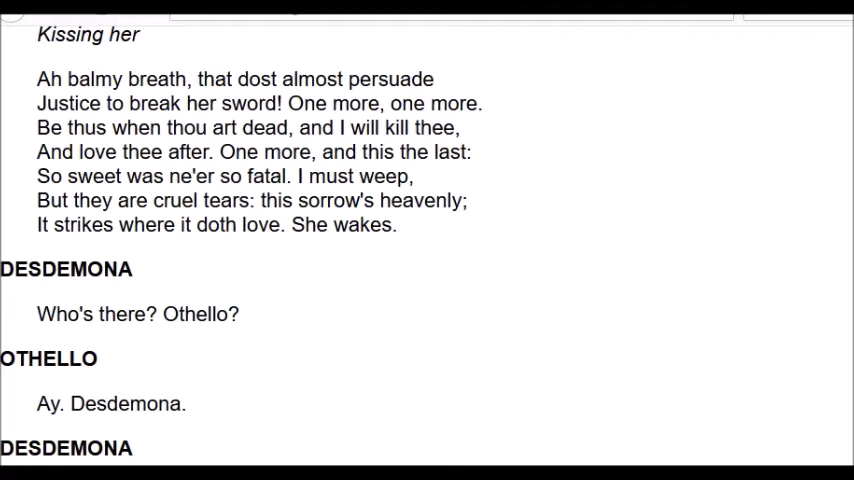 Kissing her
Ah balmy breath, that dost almost persuade
Justice to break her sword! One more, one more.
Be thus when thou art dead, and I will kill thee,
And love thee after. One more, and this the last:
So sweet was ne'er so fatal. I must weep,
But they are cruel tears: this sorrow's heavenly;
It strikes where it doth love. She wakes.
DESDEMONA
Who's there? Othello?
OTHELLO
Ay. Desdemona.
DESDEMONA